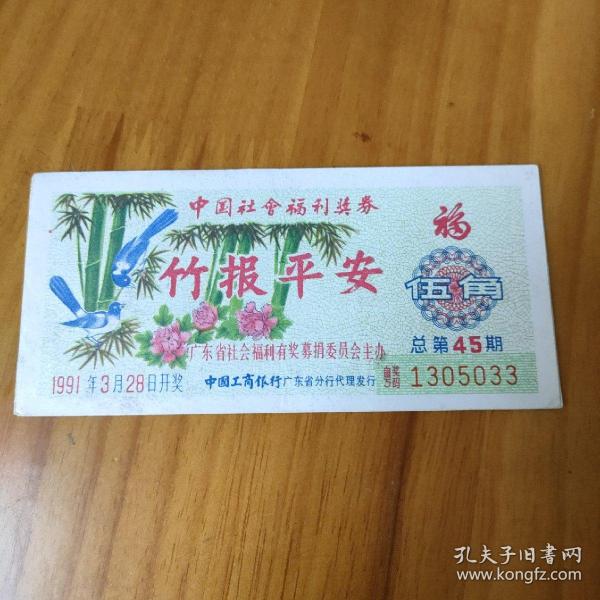 中国社會福利奖券
福
竹报平安
伍角
广东省社会福利有奖募捐委员会主办
总第45期
1991年3月28日开奖
中國工商银行广东省分行代理发行
1305033
孔夫子旧书网
www.kongfz.com